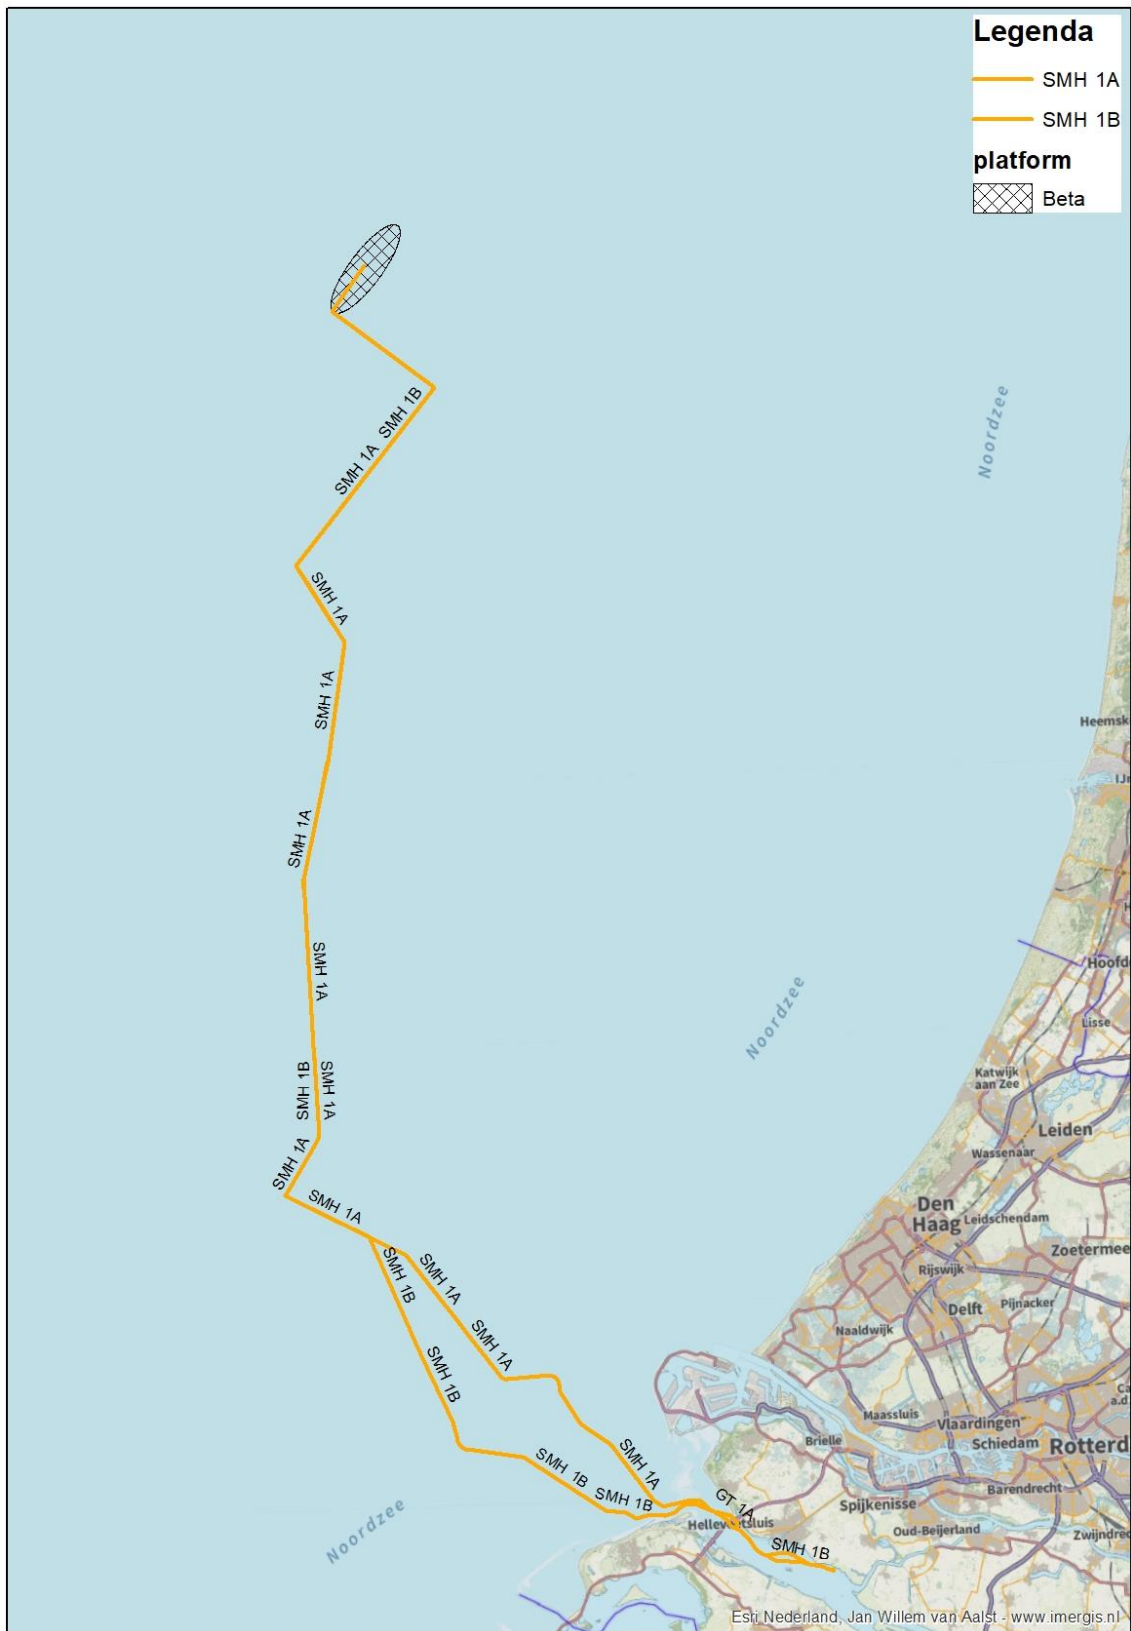 Legenda
SMH 1A
SMH 1B
platform
Beta
SMH 1B
SMH 1A
Noordzee
SMH 1A
SMH 1A
Heemsk
IJ
SMH 1A
SMH 1A
Hoofd
Noordzee
Lisse
SMH 1B
SMH 1A
Katwijk
aan Zee
Leiden
SMH 1A
Wassenaar
SMH 1A
Den
Haag
Leidschendam
SMH 1B
SMH 1A
Zoetermee
Rijswijk
Pijnacker
Delft
SMH 1A
Naaldwijk
SMH 1B
Ca
a.d.
Maassluis
Vlaardingen
Brielle
Schiedam
Rotterd
SMH 1B
SMH 1A
Barendrecht
SMH 1B
GT 1A
Spijkenisse
Hellevoetsluis
Oud-Beijerland
Zwijndrec
Noordzee
SMH 1B
Esri Nederland, Jan Willem van Aalst - www.imergis.nl